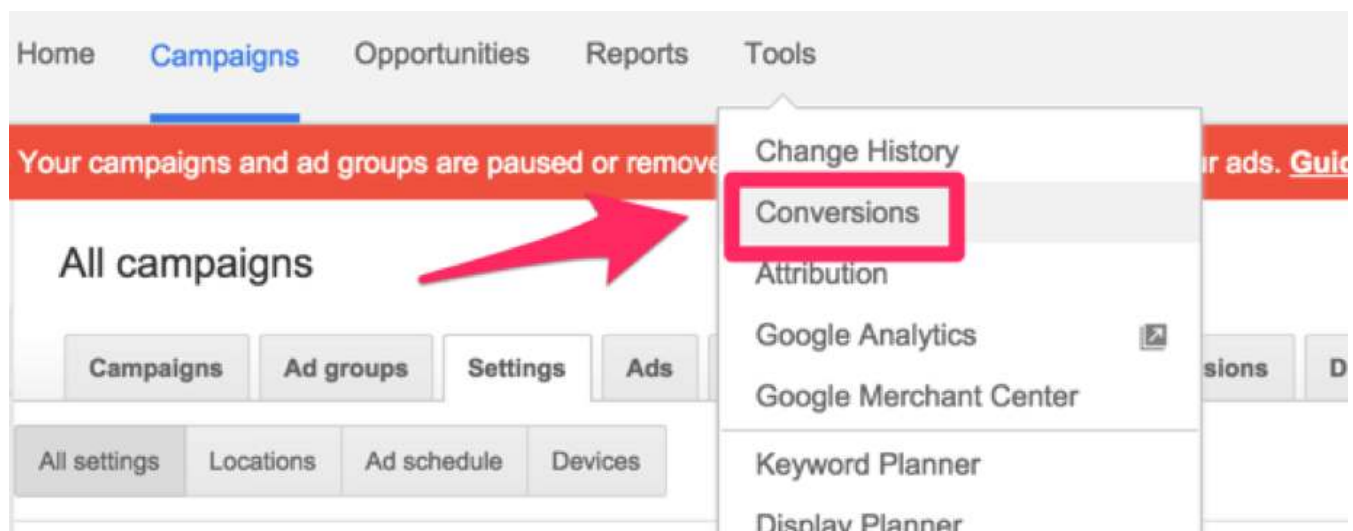 Home Campaigns Opportunities Reports Tools
Your campaigns and ad groups are paused or remove
r ads. Guid
Change History
Conversions
Attribution
Google Analytics
Google Merchant Center
Keyword Planner
Display Planner
All campaigns
Campaigns Ad groups Settings Ads sions D
All settings Locations Ad schedule Devices